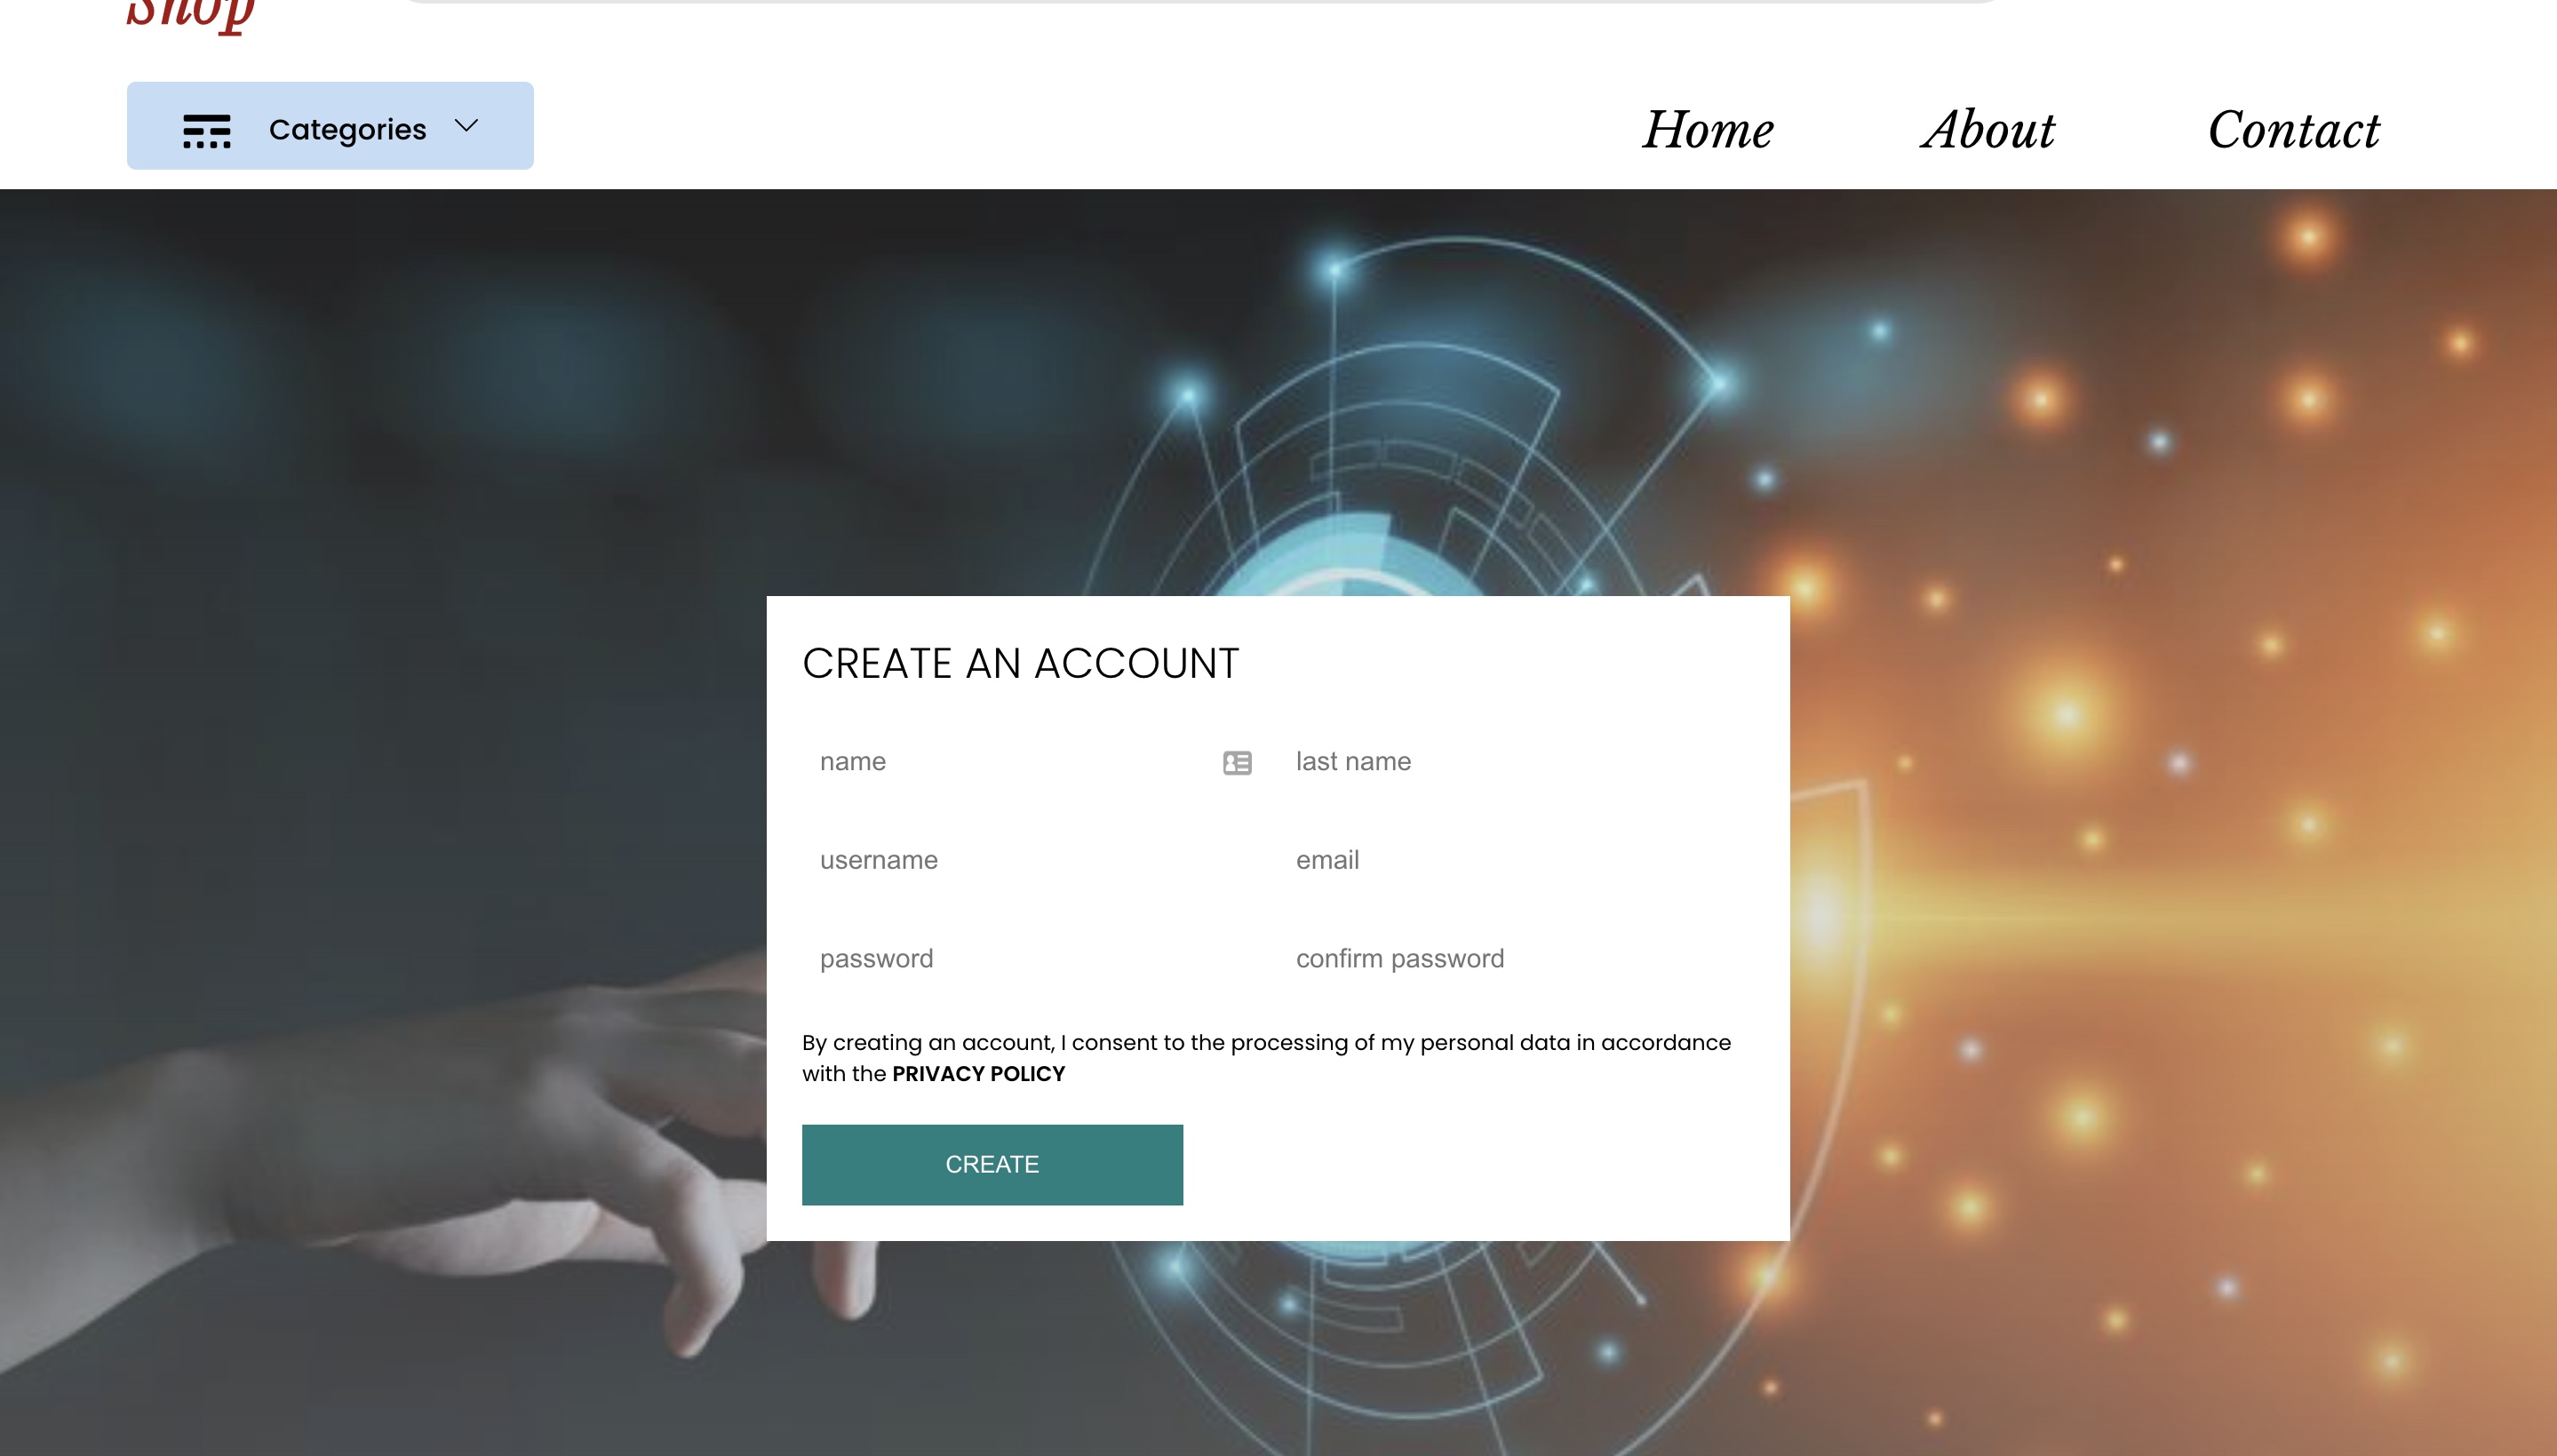 Shop
Categories
Home About Contact
CREATE AN ACCOUNT
name last name
username email
password confirm password
By creating an account, I consent to the processing of my personal data in accordance
with the PRIVACY POLICY
CREATE